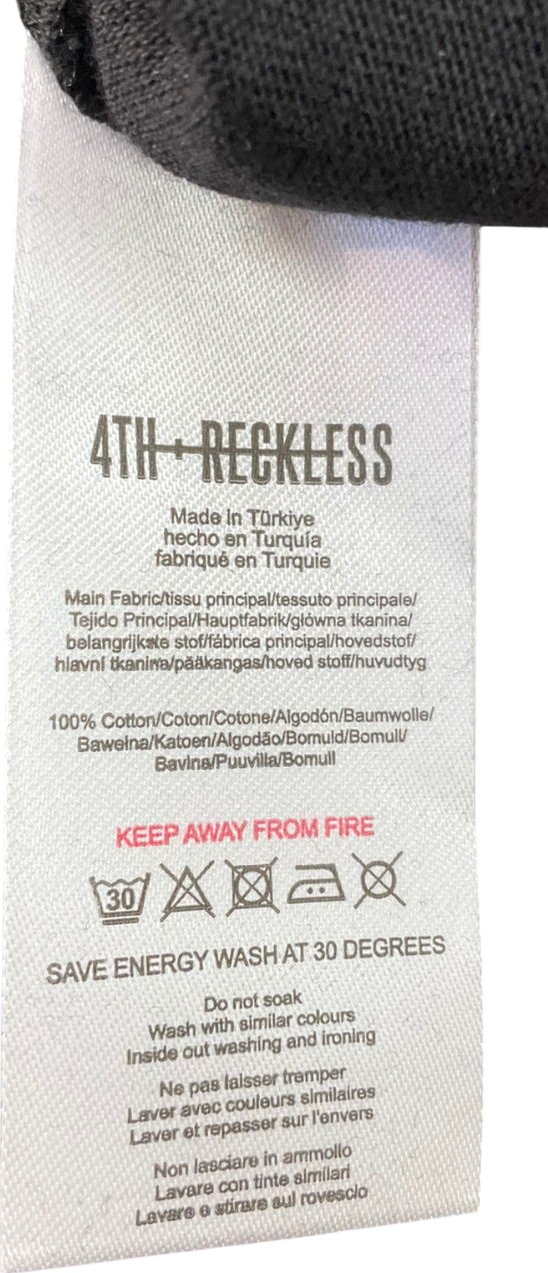 4TH + RECKLESS
Made In Türkiye
hecho en Turquía
fabriqué en Turquie
Main Fabric/tissu principal/tessuto principale/
Tejido Principal/Hauptfabrik/główna tkanina/
belangrijkste stof/fábrica principal/hovedstof/
hlavní tkanina/pääkangas/hoved stoff/huvudtyg
100% Cotton/Coton/Cotone/Algodón/Baumwolle/
Bawełna/Katoen/Algodão/Bomuld/Bomull/
Bavlna/Puuvilla/Bomull
KEEP AWAY FROM FIRE
30
SAVE ENERGY WASH AT 30 DEGREES
Do not soak
Wash with similar colours
Inside out washing and ironing
Ne pas laisser tremper
Laver avec couleurs similaires
Laver et repasser sur l'envers
Non lasciare in ammollo
Lavare con tinte similari
Lavare e stirare sul rovescio